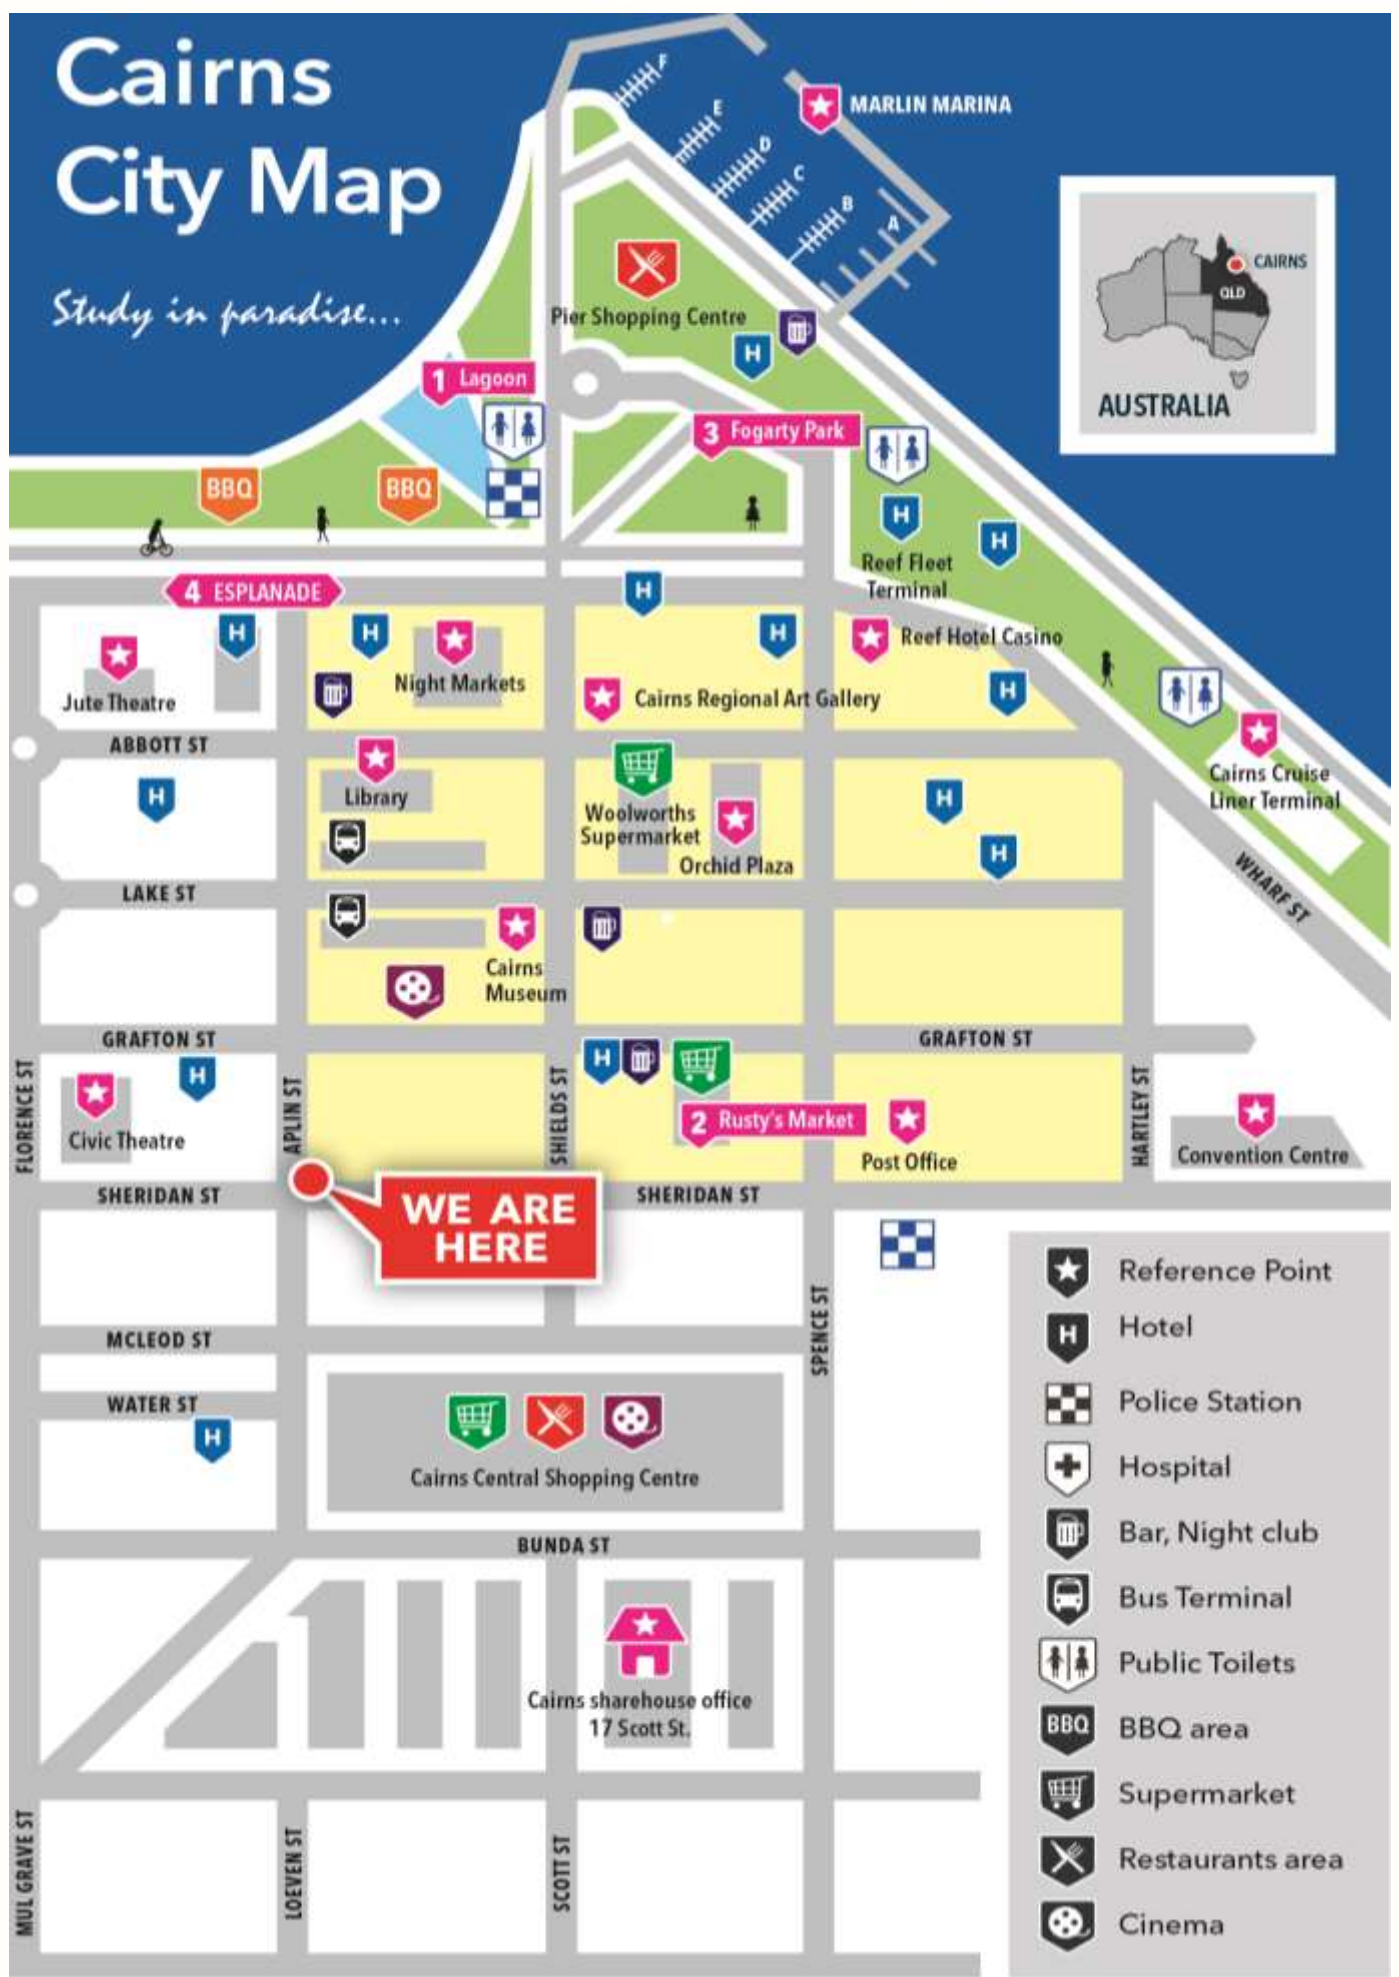 Cairns
City Map
Study in paradise...
F
E
D
C
B
A
MARLIN MARINA
CAIRNS
QLD
AUSTRALIA
Pier Shopping Centre
H
1 Lagoon
3 Fogarty Park
BBQ
BBQ
H
H
Reef Fleet
Terminal
4 ESPLANADE
H
H
H
H
Reef Hotel Casino
Jute Theatre
Night Markets
Cairns Regional Art Gallery
H
ABBOTT ST
Cairns Cruise
Liner Terminal
H
Library
Woolworths
Supermarket
Orchid Plaza
H
H
WHARF ST
LAKE ST
Cairns
Museum
GRAFTON ST
GRAFTON ST
H
H
FLORENCE ST
APLIN ST
SHIELDS ST
HARTLEY ST
Civic Theatre
2 Rusty's Market
Post Office
Convention Centre
SHERIDAN ST
SHERIDAN ST
WE ARE
HERE
MCLEOD ST
SPENCE ST
WATER ST
H
Cairns Central Shopping Centre
BUNDA ST
Cairns sharehouse office
17 Scott St.
MUL GRAVE ST
LOEVEN ST
SCOTT ST
Reference Point
H Hotel
Police Station
Hospital
Bar, Night club
Bus Terminal
Public Toilets
BBQ BBQ area
Supermarket
Restaurants area
Cinema